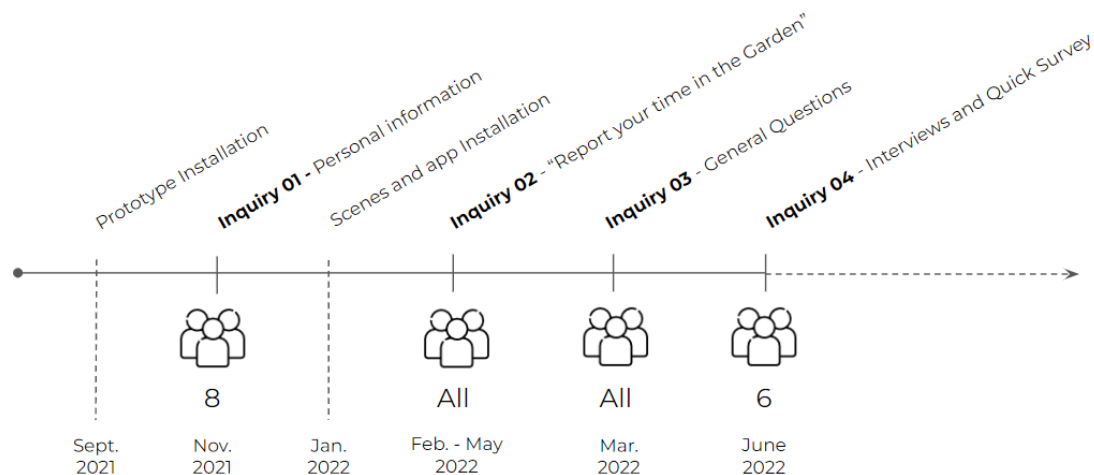 Prototype Installation
Inquiry 01 - Personal information
Scenes and app Installation
Inquiry 02 - “Report your time in the Garden”
Inquiry 03 - General Questions
Inquiry 04 - Interviews and Quick Survey
8
All
All
6
Sept.
2021
Nov.
2021
Jan.
2022
Feb. - May
2022
Mar.
2022
June
2022